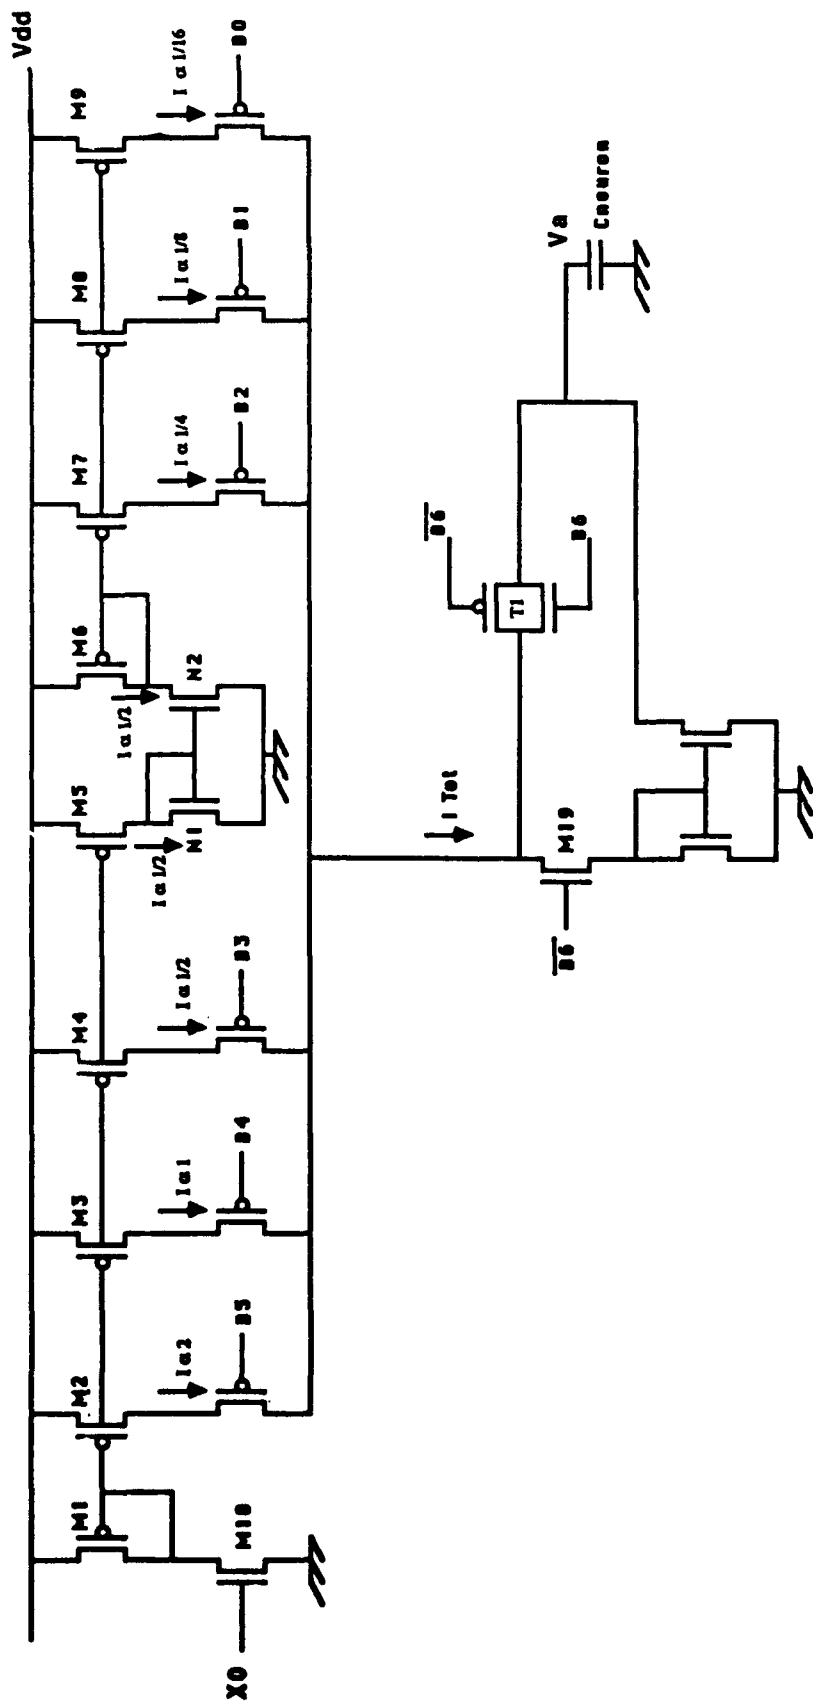 Vdd
M1
M2
M3
M4
M5
M6
M7
M8
M9
I α 2
I α 1
I α 1/2
I α 1/2
I α 1/2
I α 1/4
I α 1/8
I α 1/16
N1
N2
X0
M18
B5
B4
B3
B2
B1
B0
I Tot
B6
B6
M19
T1
B6
Va
Cneuron